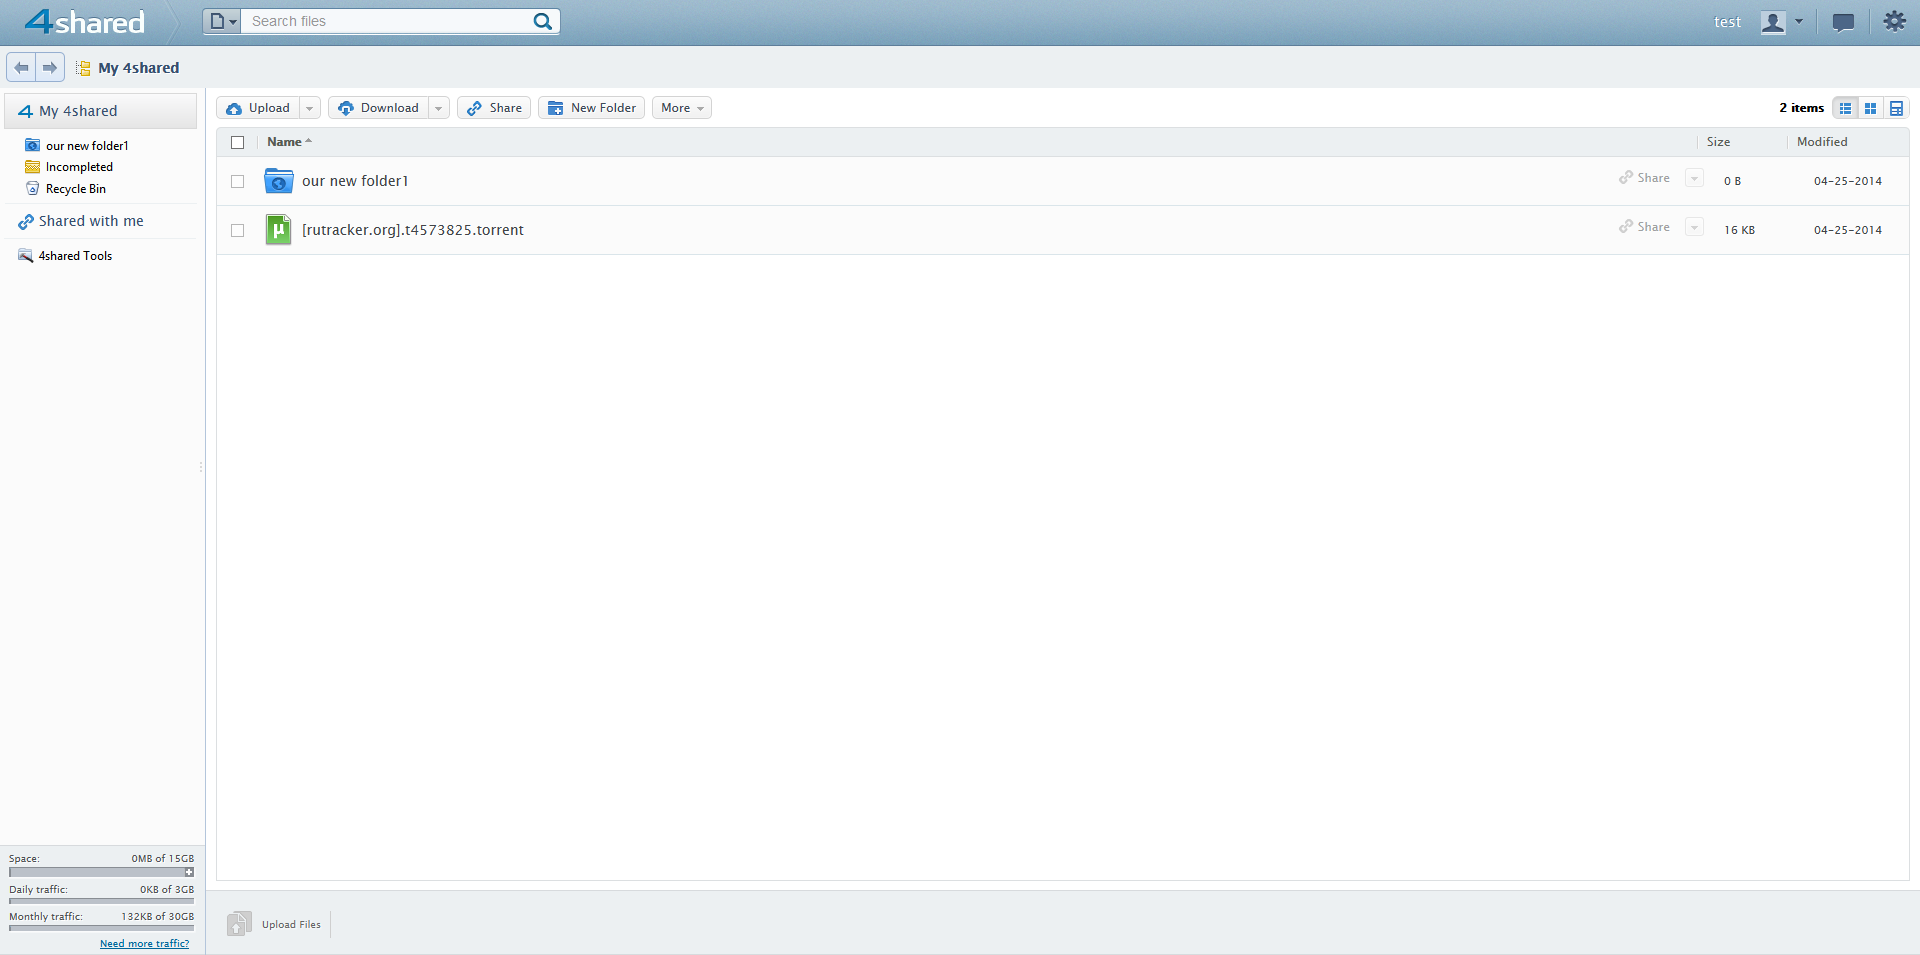 4shared
Search files
test
My 4shared
My 4shared
our new folder1
Incompleted
Recycle Bin
Shared with me
4shared Tools
Upload
Download
Share
New Folder
More
2 items
Name
Size
Modified
our new folder1
Share
0 B
04-25-2014
[rutracker.org].t4573825.torrent
Share
16 KB
04-25-2014
Space: 0MB of 15GB
Daily traffic: 0KB of 3GB
Monthly traffic: 132KB of 30GB
Need more traffic?
Upload Files